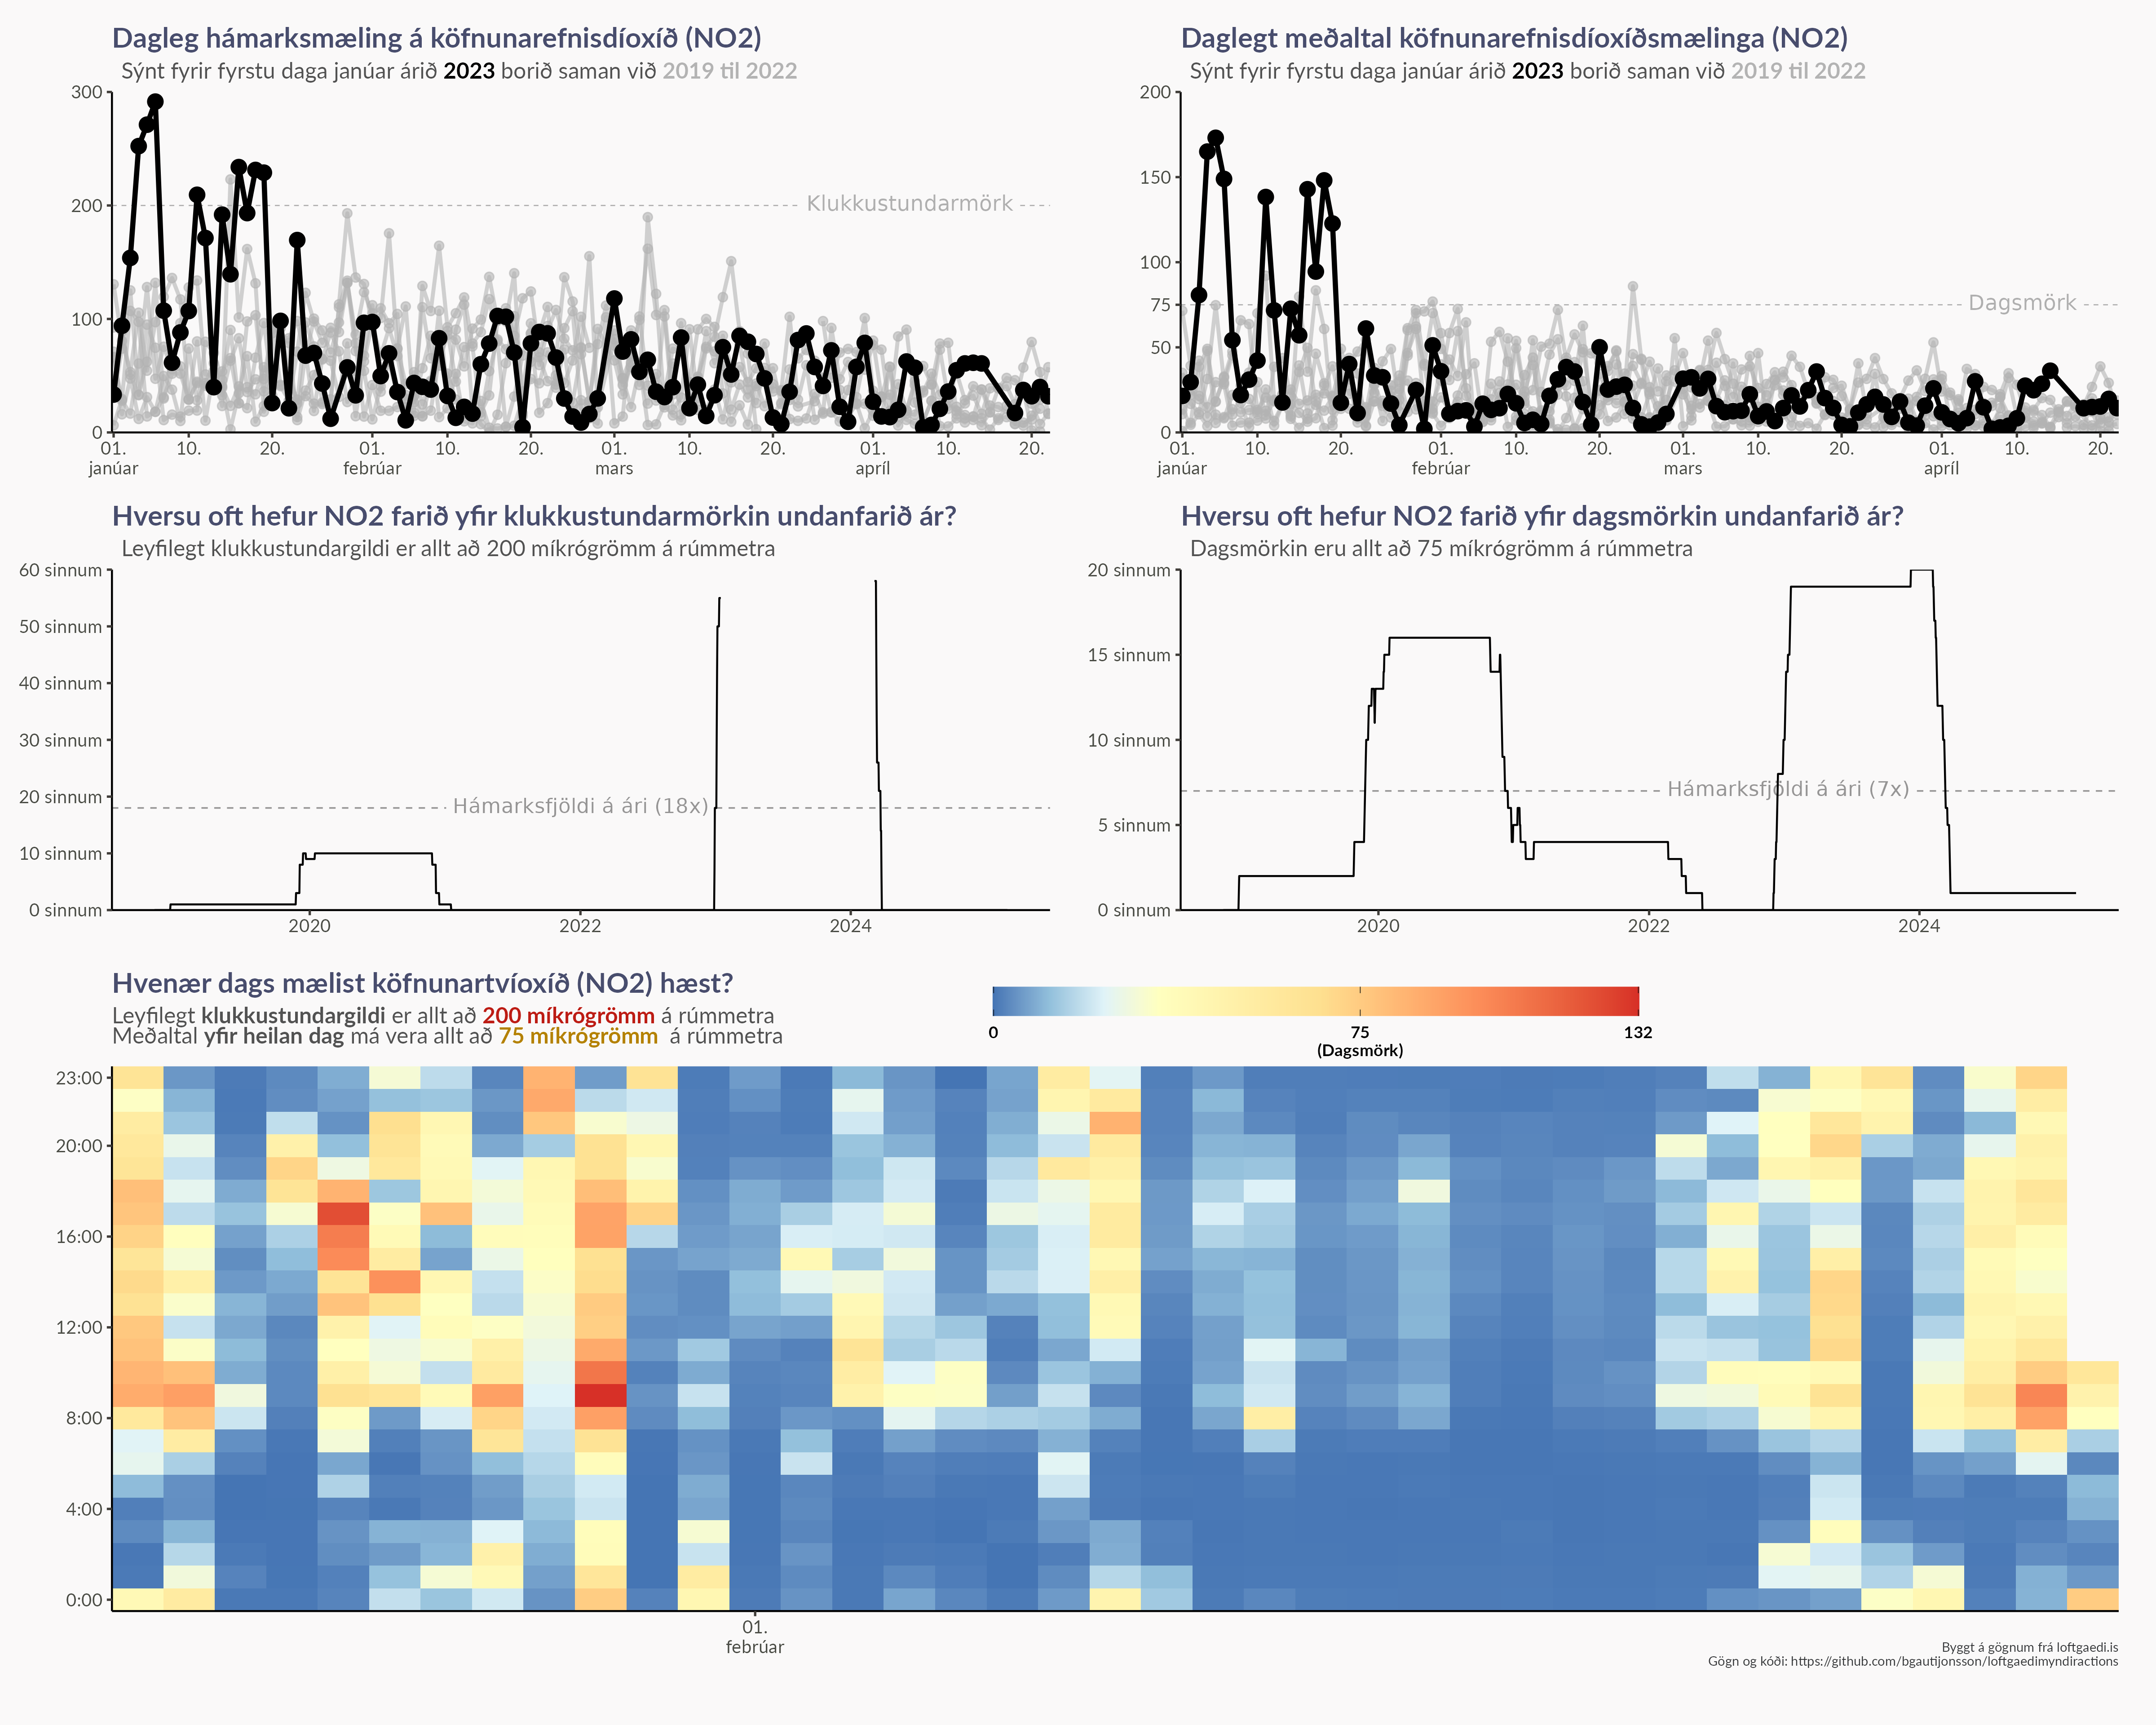 Dagleg hámarksmæling á köfnunarefnisdíoxíð (NO2)
Sýnt fyrir fyrstu daga janúar árið 2023 borið saman við 2019 til 2022
300
200
100
0
Klukkustundarmörk
01. 10. 20. 01. 10. 20. 01. 10. 20. 01. 10. 20.
janúar febrúar mars apríl
Daglegt meðaltal köfnunarefnisdíoxíðsmælinga (NO2)
Sýnt fyrir fyrstu daga janúar árið 2023 borið saman við 2019 til 2022
200
150
100
75
50
0
Dagsmörk
01. 10. 20. 01. 10. 20. 01. 10. 20. 01. 10. 20.
janúar febrúar mars apríl
Hversu oft hefur NO2 farið yfir klukkustundarmörkin undanfarið ár?
Leyfilegt klukkustundargildi er allt að 200 míkrógrömm á rúmmetra
60 sinnum
50 sinnum
40 sinnum
30 sinnum
20 sinnum
10 sinnum
0 sinnum
Hámarksfjöldi á ári (18x)
2020 2022 2024
Hversu oft hefur NO2 farið yfir dagsmörkin undanfarið ár?
Dagsmörkin eru allt að 75 míkrógrömm á rúmmetra
20 sinnum
15 sinnum
10 sinnum
5 sinnum
0 sinnum
Hámarksfjöldi á ári (7x)
2020 2022 2024
Hvenær dags mælist köfnunartvíoxíð (NO2) hæst?
Leyfilegt klukkustundargildi er allt að 200 míkrógrömm á rúmmetra
Meðaltal yfir heilan dag má vera allt að 75 míkrógrömm á rúmmetra
0 75 132
(Dagsmörk)
23:00
20:00
16:00
12:00
8:00
4:00
0:00
01.
febrúar
Byggt á gögnum frá loftgaedi.is
Gögn og kóði: https://github.com/bgautijonsson/loftgaedimyndiractions